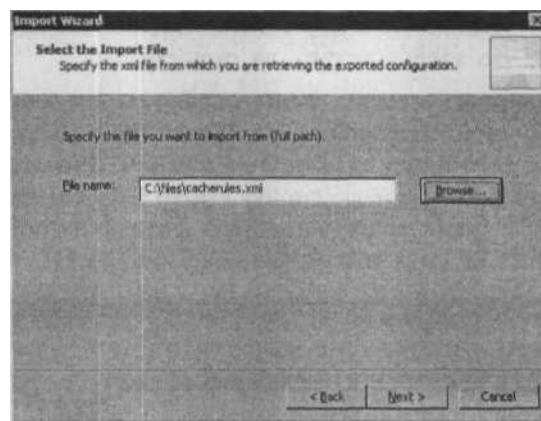 Import Wizard
Select the Import File
Specify the xml file from which you are retrieving the exported configuration.
Specify the file you want to import from (full path).
File name: C:\files\cacherules.xml Browse...
< Back Next > Cancel